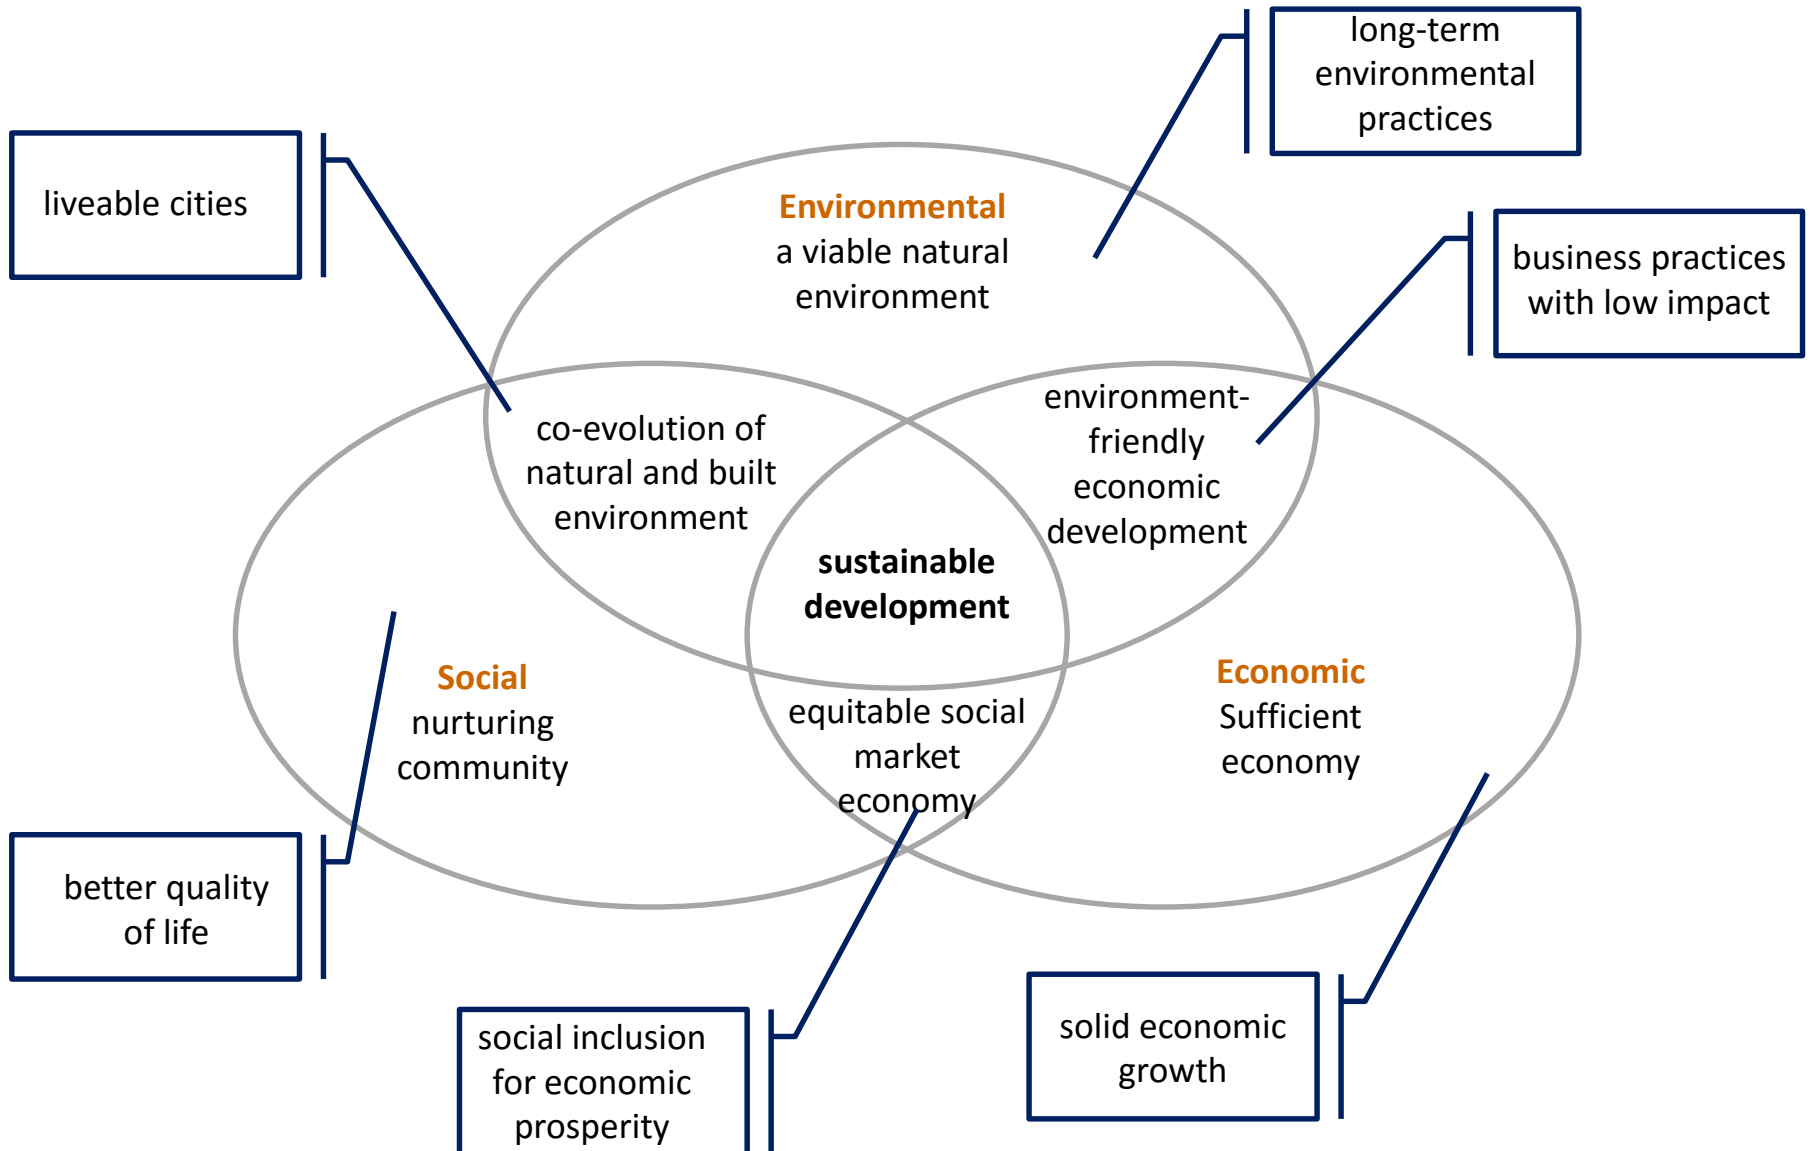 long-term
environmental
practices
liveable cities
Environmental
a viable natural
environment
business practices
with low impact
co-evolution of
natural and built
environment
environment-
friendly
economic
development
sustainable
development
Social
nurturing
community
equitable social
market
economy
Economic
Sufficient
economy
better quality
of life
social inclusion
for economic
prosperity
solid economic
growth